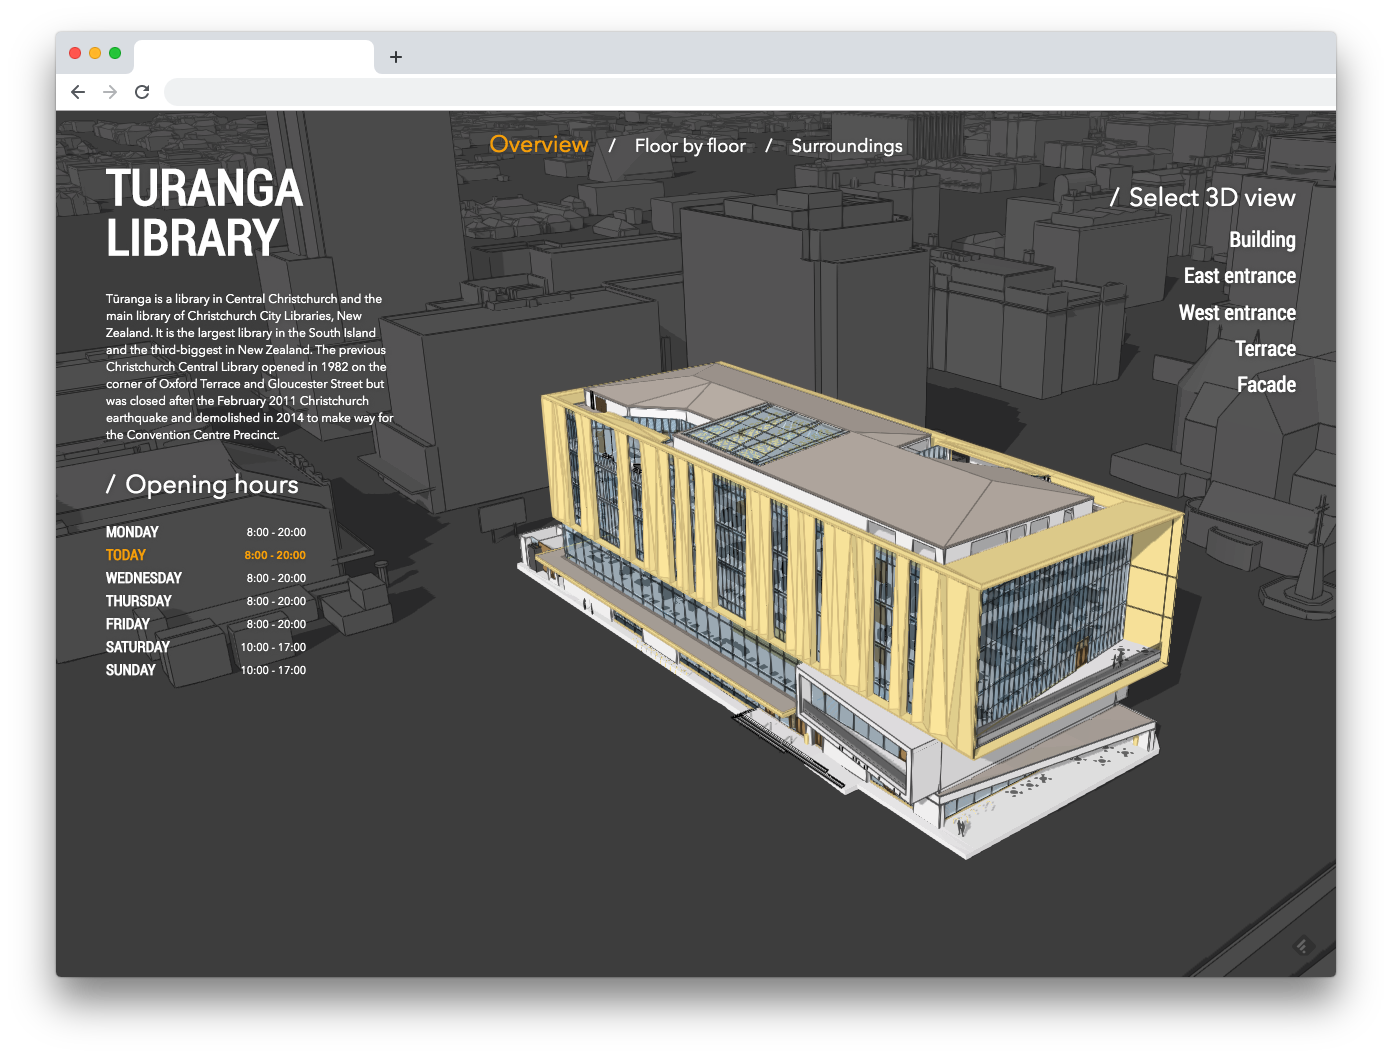 Overview / Floor by floor / Surroundings
TURANGA
LIBRARY
Tūranga is a library in Central Christchurch and the
main library of Christchurch City Libraries, New
Zealand. It is the largest library in the South Island
and the third-biggest in New Zealand. The previous
Christchurch Central Library opened in 1982 on the
corner of Oxford Terrace and Gloucester Street but
was closed after the February 2011 Christchurch
earthquake and demolished in 2014 to make way for
the Convention Centre Precinct.
/ Opening hours
MONDAY 8:00 - 20:00
TODAY 8:00 - 20:00
WEDNESDAY 8:00 - 20:00
THURSDAY 8:00 - 20:00
FRIDAY 8:00 - 20:00
SATURDAY 10:00 - 17:00
SUNDAY 10:00 - 17:00
/ Select 3D view
Building
East entrance
West entrance
Terrace
Facade